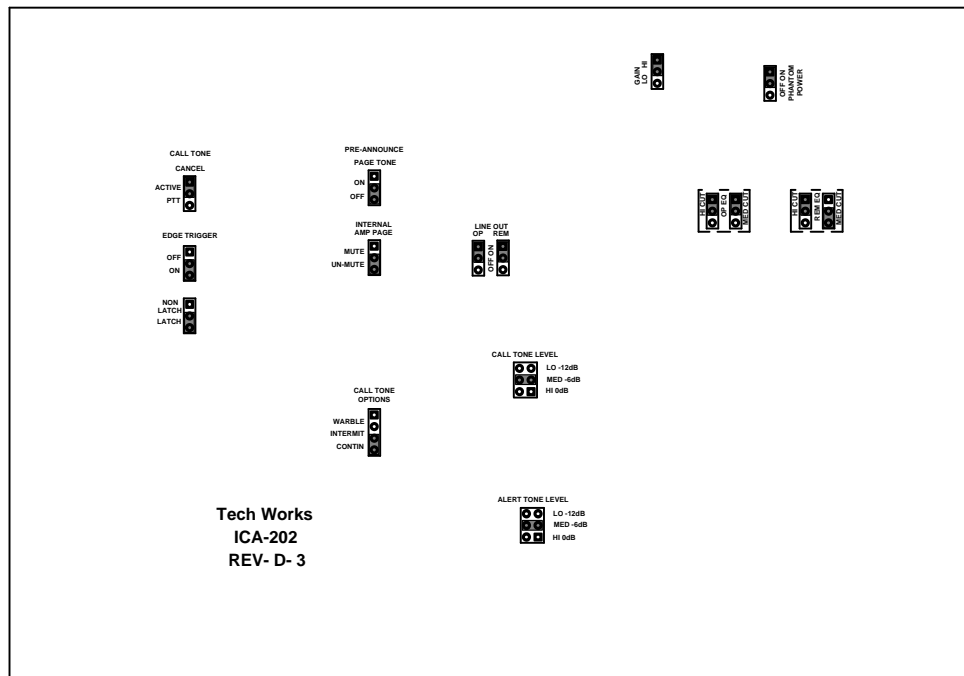 GAIN
LO HI
OFF ON
PHANTOM
POWER
CALL TONE
CANCEL
ACTIVE
PTT
PRE-ANNOUNCE
PAGE TONE
ON
OFF
HI CUT
OP EQ
MED CUT
HI CUT
REM EQ
MED CUT
EDGE TRIGGER
OFF
ON
INTERNAL
AMP PAGE
MUTE
UN-MUTE
LINE OUT
OP REM
OFF ON
NON
LATCH
LATCH
CALL TONE LEVEL
LO -12dB
MED -6dB
HI 0dB
CALL TONE
OPTIONS
WARBLE
INTERMIT
CONTIN
ALERT TONE LEVEL
LO -12dB
MED -6dB
HI 0dB
Tech Works
ICA-202
REV- D- 3